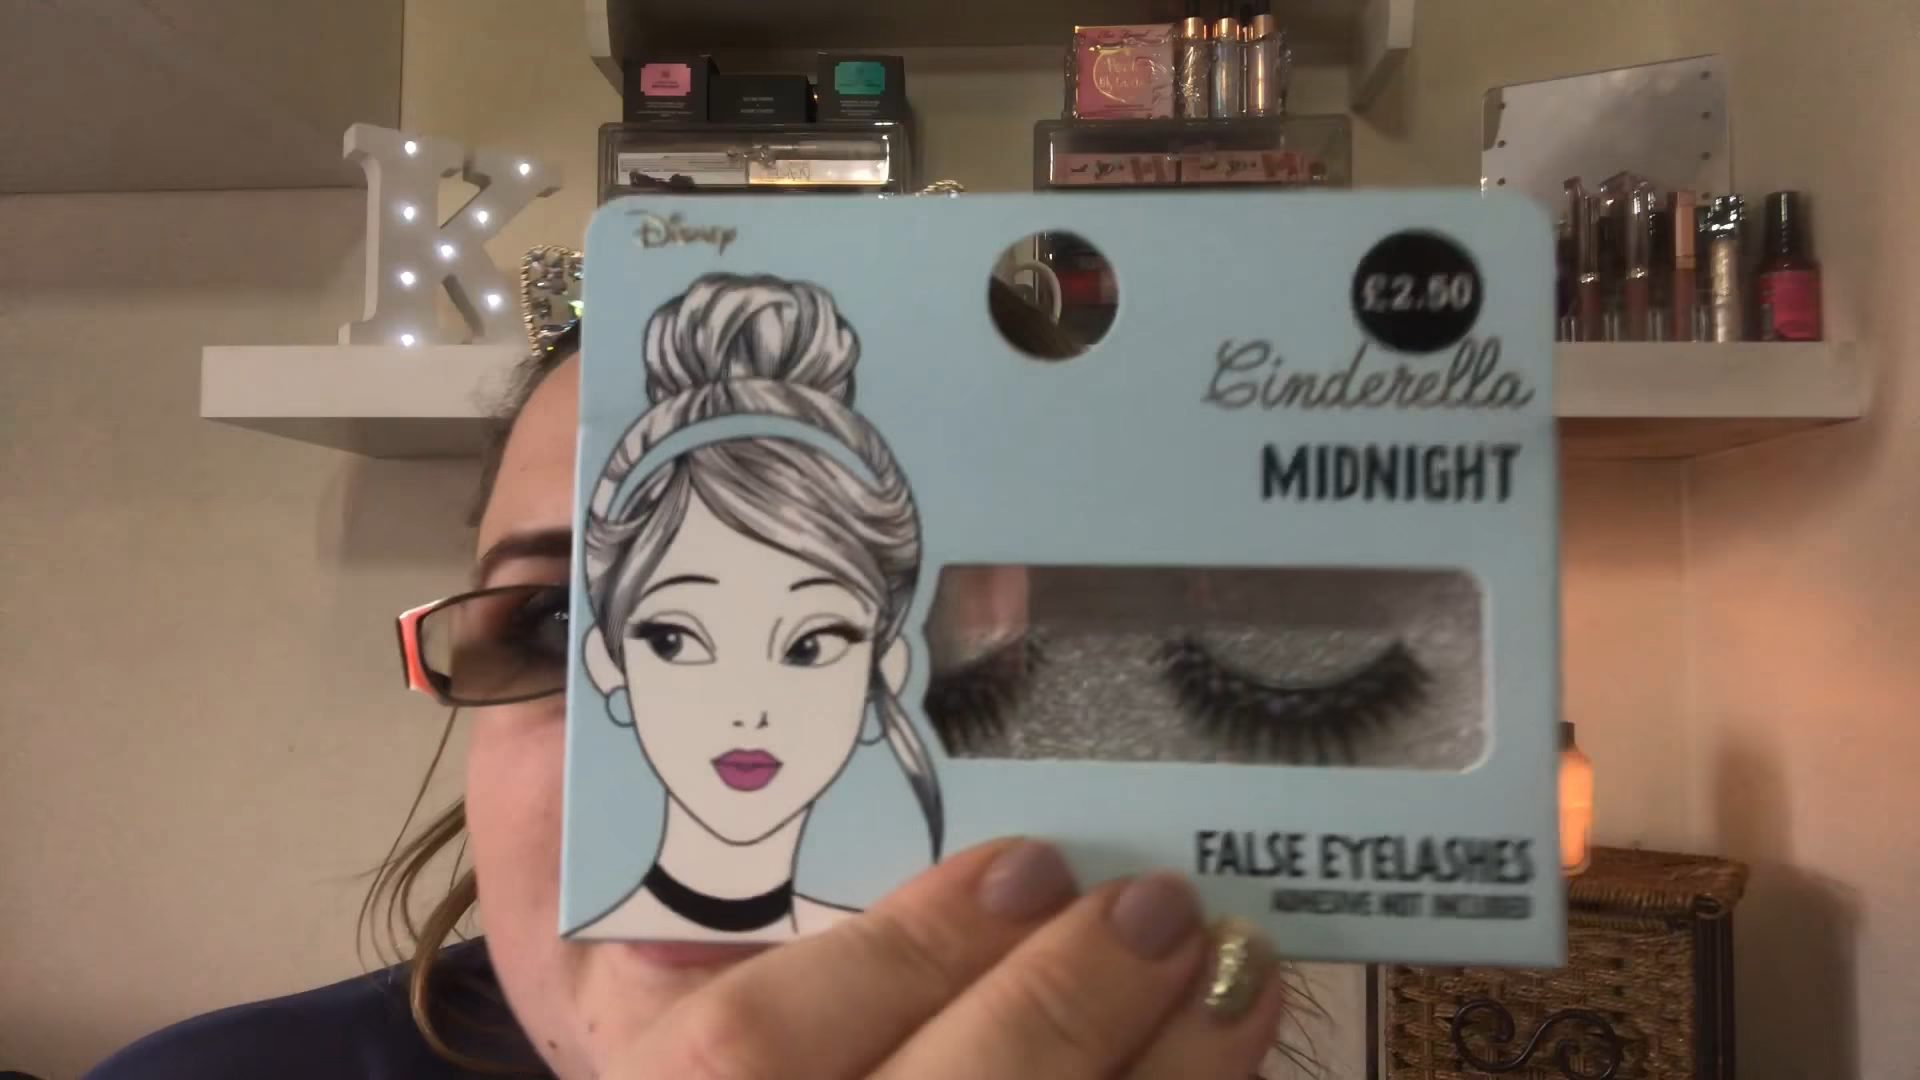 Disney
£2.50
Cinderella
MIDNIGHT
FALSE EYELASHES
ADHESIVE NOT INCLUDED
K